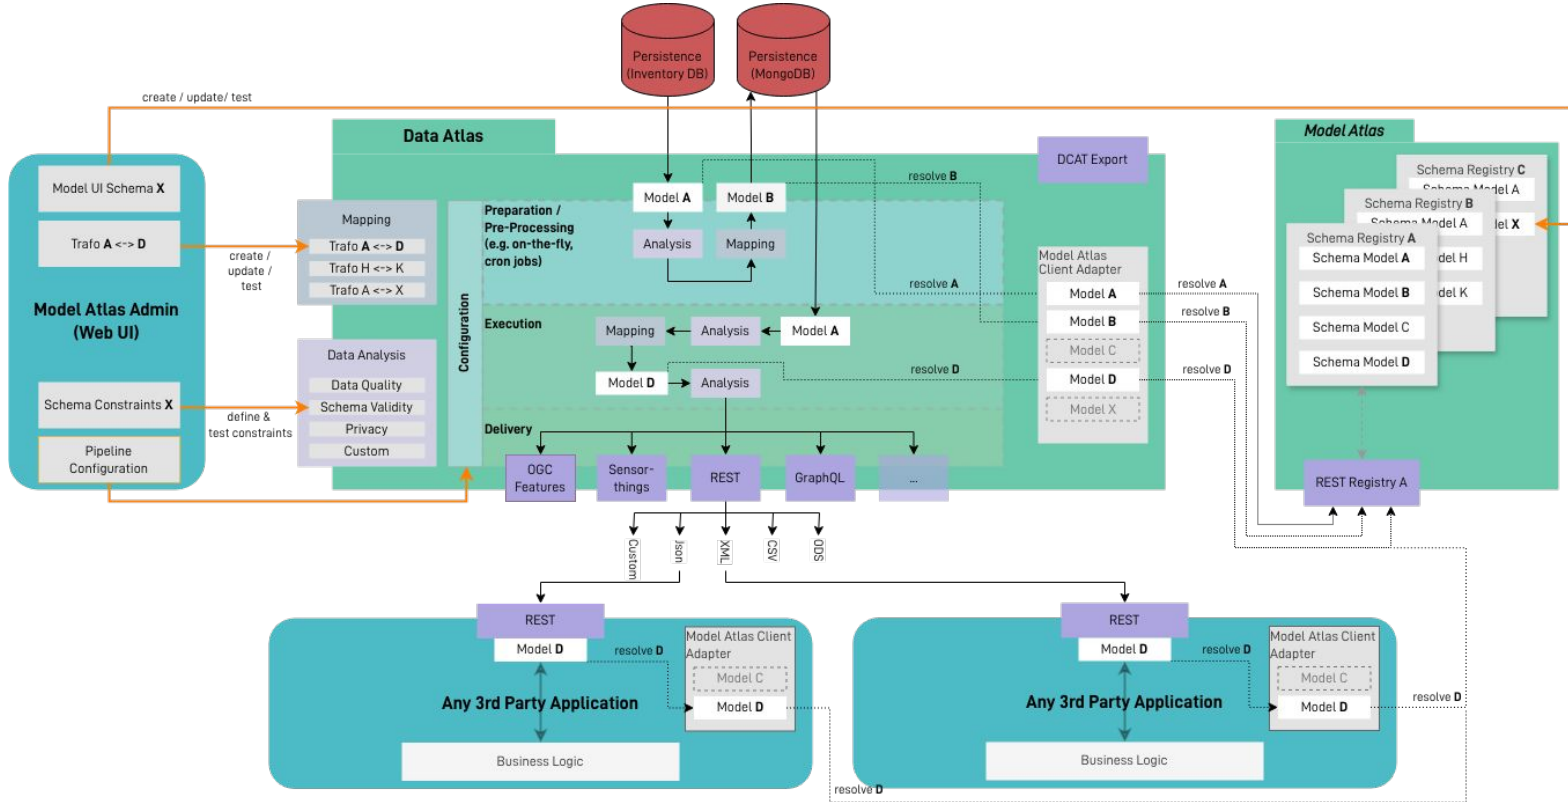 Persistence
(Inventory DB)
Persistence
(MongoDB)
create / update/ test
Data Atlas
Model Atlas
DCAT Export
Model UI Schema X
Trafo A <-> D
Model Atlas Admin
(Web UI)
Schema Constraints X
Pipeline
Configuration
create /
update /
test
define &
test constraints
Mapping
Trafo A <-> D
Trafo H <-> K
Trafo A <-> X
Data Analysis
Data Quality
Schema Validity
Privacy
Custom
Configuration
Preparation /
Pre-Processing
(e.g. on-the-fly,
cron jobs)
Model A
Model B
Analysis
Mapping
resolve B
resolve A
Execution
Mapping
Analysis
Model A
Model D
Analysis
resolve D
Delivery
OGC
Features
Sensor-
things
REST
GraphQL
...
Model Atlas
Client Adapter
Model A
Model B
Model C
Model D
Model X
resolve A
resolve B
resolve D
Schema Registry C
Schema Model A
del X
Schema Registry B
Schema Model A
del H
del K
Schema Registry A
Schema Model A
Schema Model B
Schema Model C
Schema Model D
REST Registry A
Custom
Json
XML
CSV
ODS
REST
Model D
resolve D
Model Atlas Client
Adapter
Model C
Model D
Any 3rd Party Application
Business Logic
resolve D
REST
Model D
resolve D
Model Atlas Client
Adapter
Model C
Model D
Any 3rd Party Application
Business Logic
resolve D